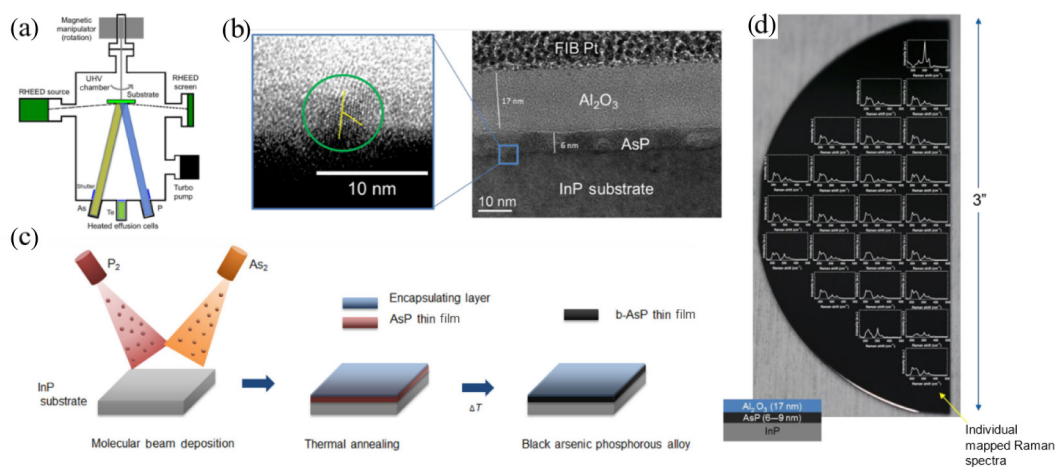 (a)
Magnetic
manipulator
(rotation)
RHEED source
UHV
chamber
Substrate
RHEED
screen
Shutter
As
Te
P
Turbo
pump
Heated effusion cells
(b)
10 nm
FIB Pt
17 nm
Al2O3
6 nm
AsP
InP substrate
10 nm
(c)
P2
As2
InP
substrate
Encapsulating layer
AsP thin film
b-AsP thin film
ΔT
Molecular beam deposition
Thermal annealing
Black arsenic phosphorous alloy
(d)
3”
Al2O3 (17 nm)
AsP (6—9 nm)
InP
Individual
mapped Raman
spectra